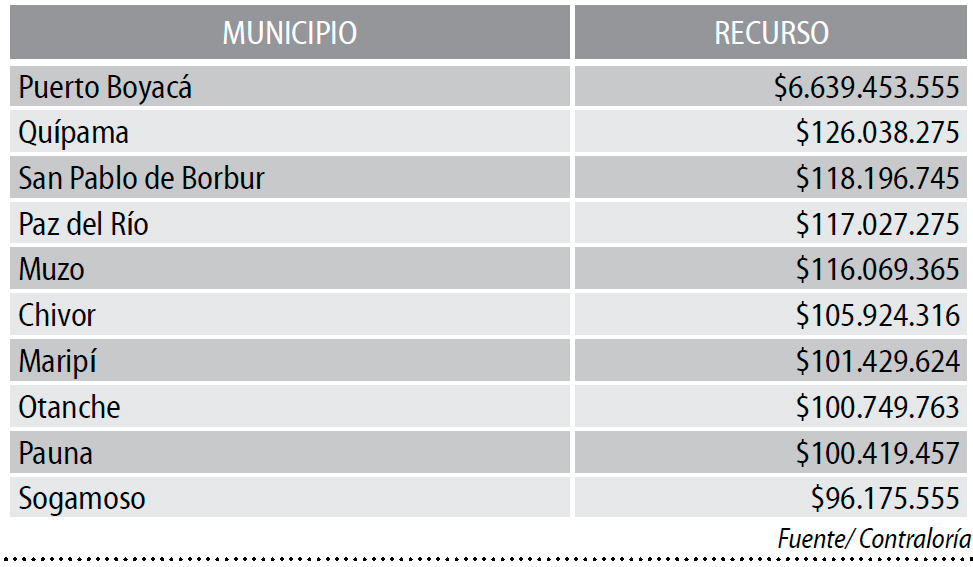 MUNICIPIO RECURSO
Puerto Boyacá $6.639.453.555
Quípama $126.038.275
San Pablo de Borbur $118.196.745
Paz del Río $117.027.275
Muzo $116.069.365
Chivor $105.924.316
Maripí $101.429.624
Otanche $100.749.763
Pauna $100.419.457
Sogamoso $96.175.555
Fuente/ Contraloría